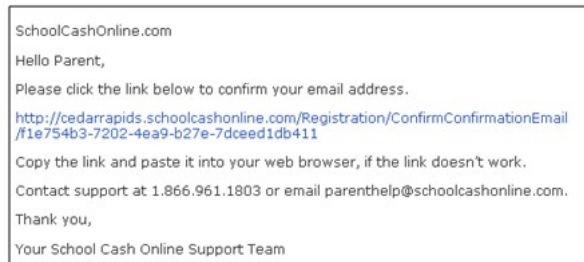 SchoolCashOnline.com
Hello Parent,
Please click the link below to confirm your email address.
http://cedarrapids.schoolcashonline.com/Registration/ConfirmConfirmationEmail
/f1e754b3-7202-4ea9-b27e-7dceed1db411
Copy the link and paste it into your web browser, if the link doesn't work.
Contact support at 1.866.961.1803 or email parenthelp@schoolcashonline.com.
Thank you,
Your School Cash Online Support Team